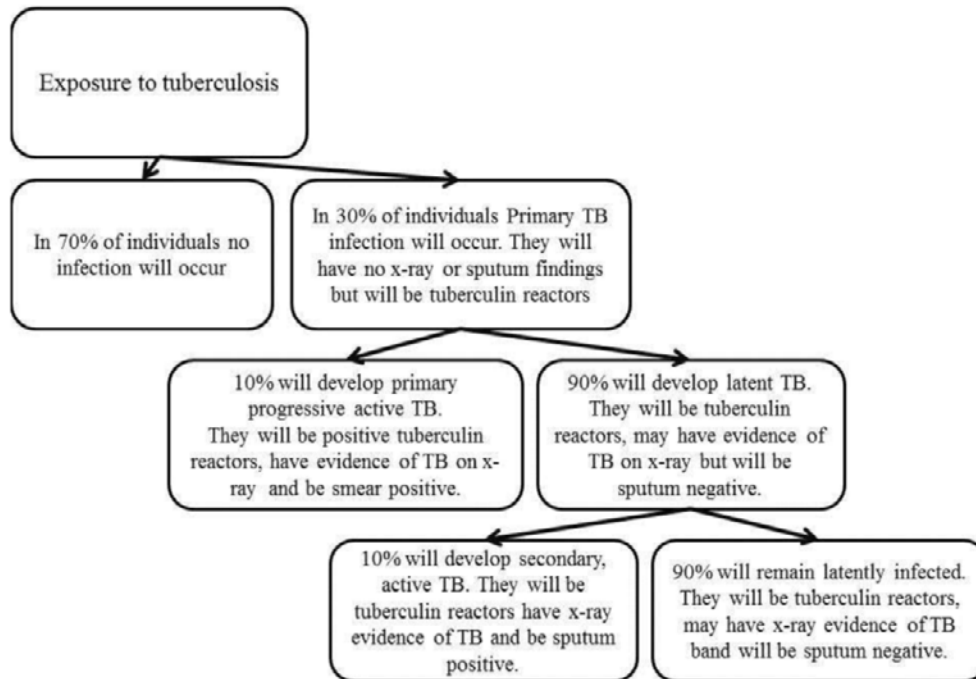 Exposure to tuberculosis
In 70% of individuals no
infection will occur
In 30% of individuals Primary TB
infection will occur. They will
have no x-ray or sputum findings
but will be tuberculin reactors
10% will develop primary
progressive active TB.
They will be positive tuberculin
reactors, have evidence of TB on x-
ray and be smear positive.
90% will develop latent TB.
They will be tuberculin
reactors, may have evidence of
TB on x-ray but will be
sputum negative.
10% will develop secondary,
active TB. They will be
tuberculin reactors have x-ray
evidence of TB and be sputum
positive.
90% will remain latently infected.
They will be tuberculin reactors,
may have x-ray evidence of TB
band will be sputum negative.